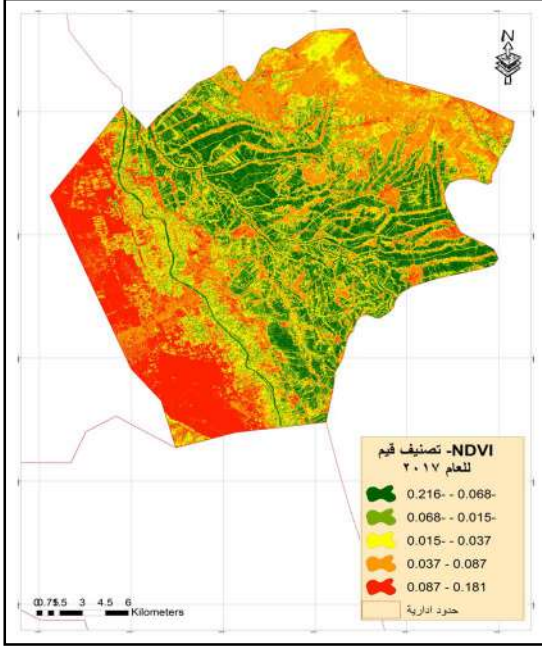 N
NDVI- تصنيف قيم
للعام ٢٠١٧
0.216- - 0.068-
0.068- - 0.015-
0.015- - 0.037
0.037 - 0.087
0.087 - 0.181
حدود ادارية
0 0.75 1.5 3 4.5 6
Kilometers